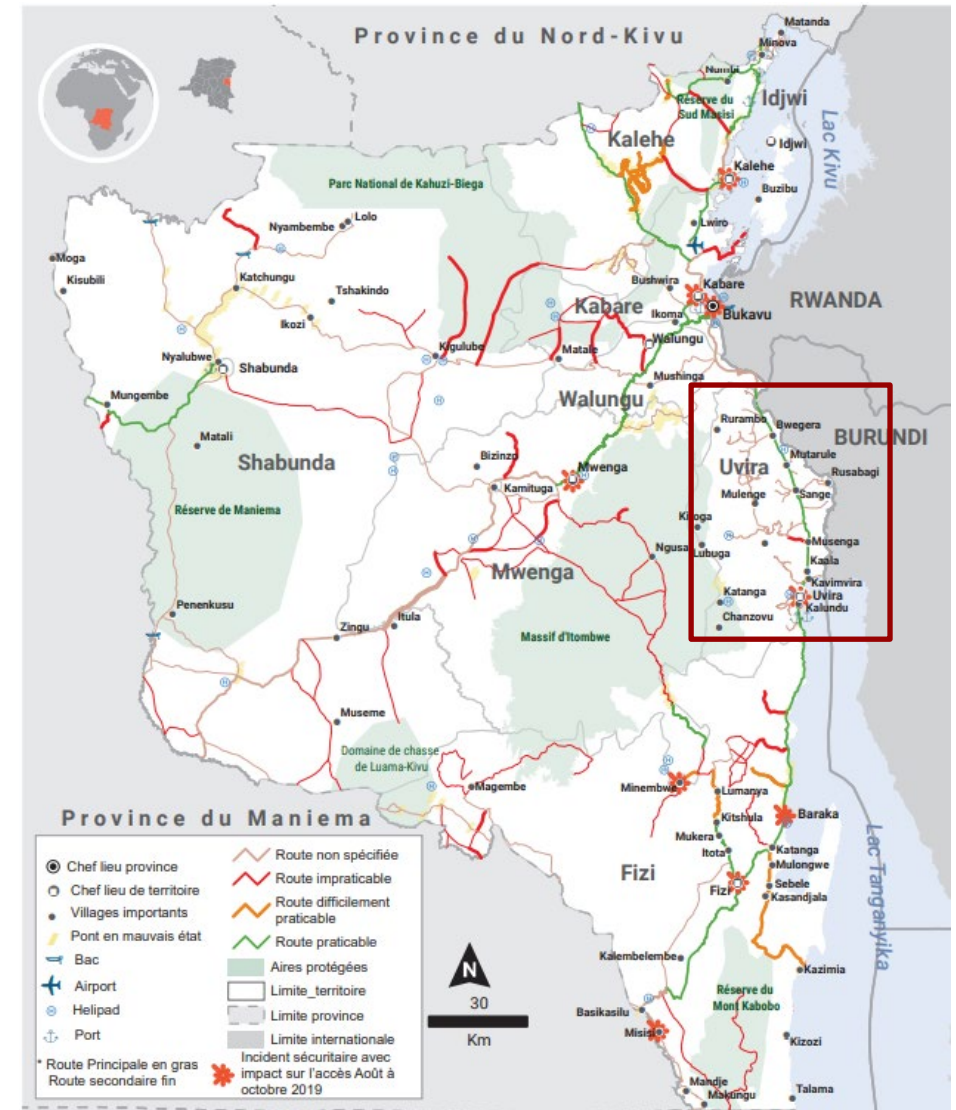 Province du Nord-Kivu
Matanda
Minova
Numbi
Réserve du
Sud Masisi
Idjwi
Lac Kivu
Kalehe
Idjwi
Kalehe
Buzibu
Parc National de Kahuzi-Biega
Lwiro
Lolo
Nyambembe
Moga
Kisubili
Katchungu
Tshakindo
Ikozi
Bushwira
Kabare
Kabare
Ikoma
Bukavu
RWANDA
Walungu
Kigulube
Matale
Nyalubwe
Shabunda
Mushinga
Walungu
Mungembe
Matali
Shabunda
Rurambo
Bwegera
BURUNDI
Mutarule
Uvira
Rusabagi
Bizinzo
Mwenga
Kamituga
Mulenge
Sange
Réserve de Maniema
Ngusa
Lubuga
Musenga
Kaala
Mwenga
Kavimvira
Katanga
Uvira
Kalundu
Chanzovu
Penenkusu
Itula
Zingu
Massif d'Itombwe
Museme
Domaine de chasse
de Luama-Kivu
Magembe
Minembwe
Lumanya
Kitshula
Baraka
Mukera
Itota
Katanga
Mulongwe
Fizi
Fizi
Sebele
Kasandjala
Lac Tanganyika
Kalembelembe
Kazimia
Réserve du
Mont Kabobo
Basikasilu
Misisi
Kizozi
Mandje
Makungu
Talama
Province du Maniema
Chef lieu province
Chef lieu de territoire
Villages importants
Pont en mauvais état
Bac
Airport
Helipad
Port
* Route Principale en gras
Route secondaire fin
Route non spécifiée
Route impraticable
Route difficilement
praticable
Route praticable
Aires protégées
Limite_territoire
Limite province
Limite internationale
Incident sécuritaire avec
impact sur l'accès Août à
octobre 2019
N
30
Km